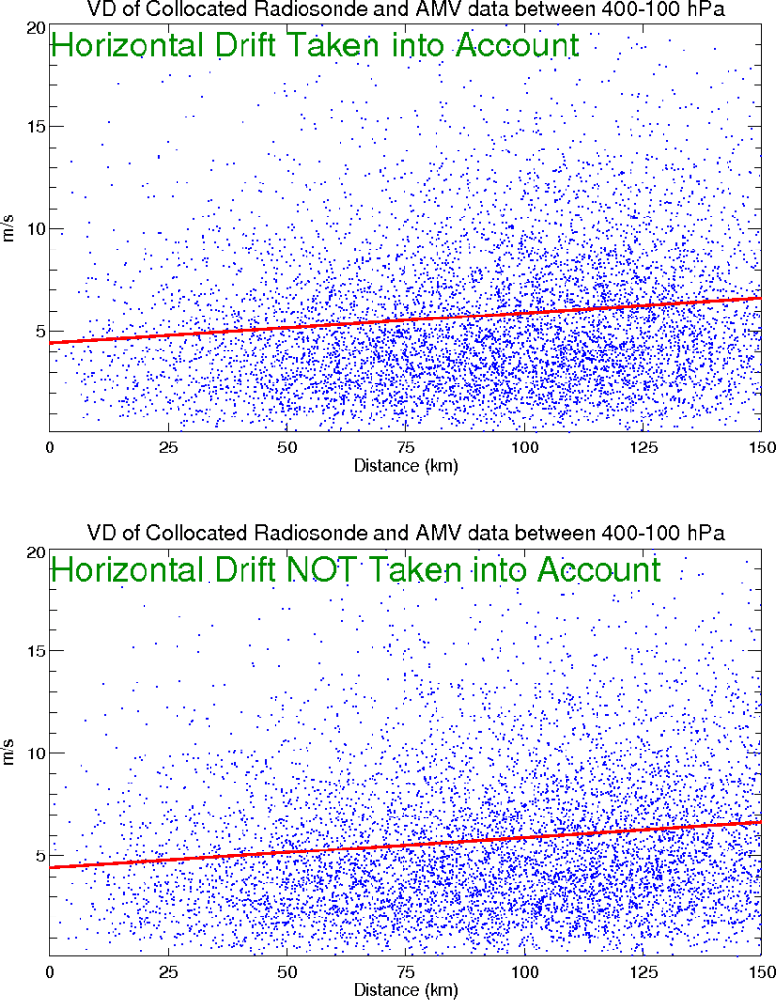 VD of Collocated Radiosonde and AMV data between 400-100 hPa
Horizontal Drift Taken into Account
20
15
10
5
m/s
0 25 50 75 100 125 150
Distance (km)
VD of Collocated Radiosonde and AMV data between 400-100 hPa
Horizontal Drift NOT Taken into Account
20
15
10
5
m/s
0 25 50 75 100 125 150
Distance (km)